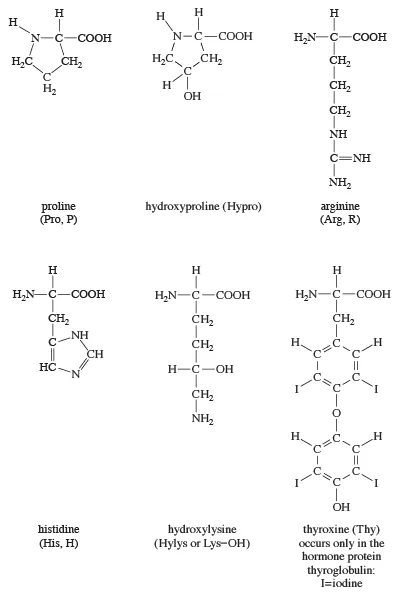 H
H
N C COOH
H₂C CH₂
C
H₂
proline
(Pro, P)
H
H
N C COOH
H₂C CH₂
C
H
OH
hydroxyproline (Hypro)
H
H₂N C COOH
CH₂
CH₂
CH₂
NH
C=NH
NH₂
arginine
(Arg, R)
H
H₂N C COOH
CH₂
C NH
CH
HC N
histidine
(His, H)
H
H₂N C COOH
CH₂
CH₂
H C OH
CH₂
NH₂
hydroxylysine
(Hylys or Lys−OH)
H
H₂N C COOH
CH₂
H C H
C C
C C
I C I
O
H C H
C C
C C
I C I
OH
thyroxine (Thy)
occurs only in the
hormone protein
thyroglobulin:
I=iodine